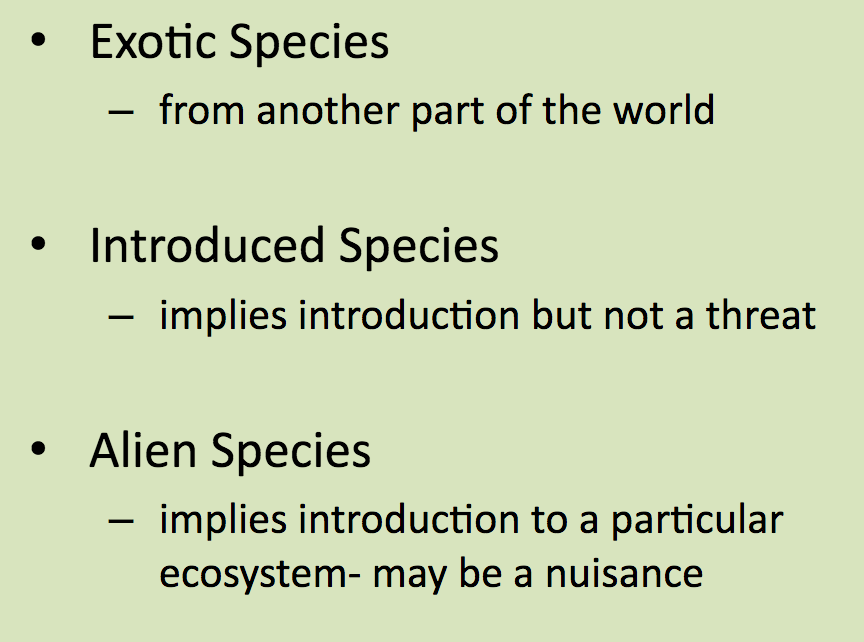 • Exotic Species
– from another part of the world
• Introduced Species
– implies introduction but not a threat
• Alien Species
– implies introduction to a particular
ecosystem- may be a nuisance